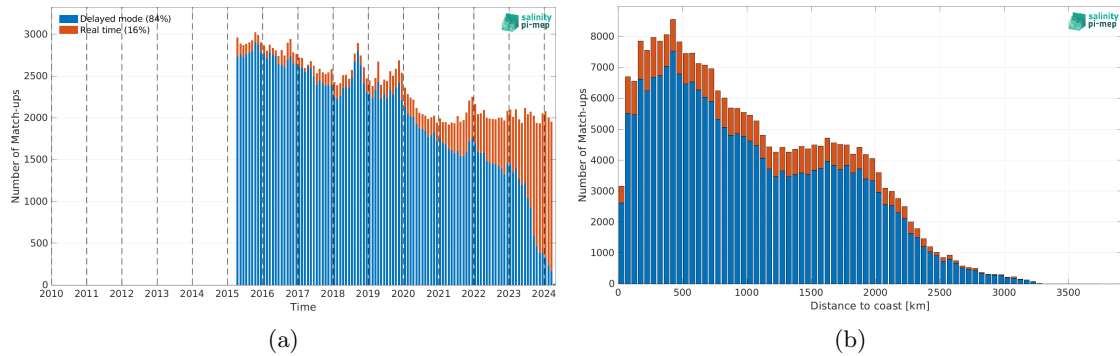 Delayed mode (84%)
Real time (16%)
salinity
pi-mep
Number of Match-ups
3000
2500
2000
1500
1000
500
0
2010 2011 2012 2013 2014 2015 2016 2017 2018 2019 2020 2021 2022 2023 2024
Time
(a)
salinity
pi-mep
Number of Match-ups
8000
7000
6000
5000
4000
3000
2000
1000
0
0 500 1000 1500 2000 2500 3000 3500
Distance to coast [km]
(b)